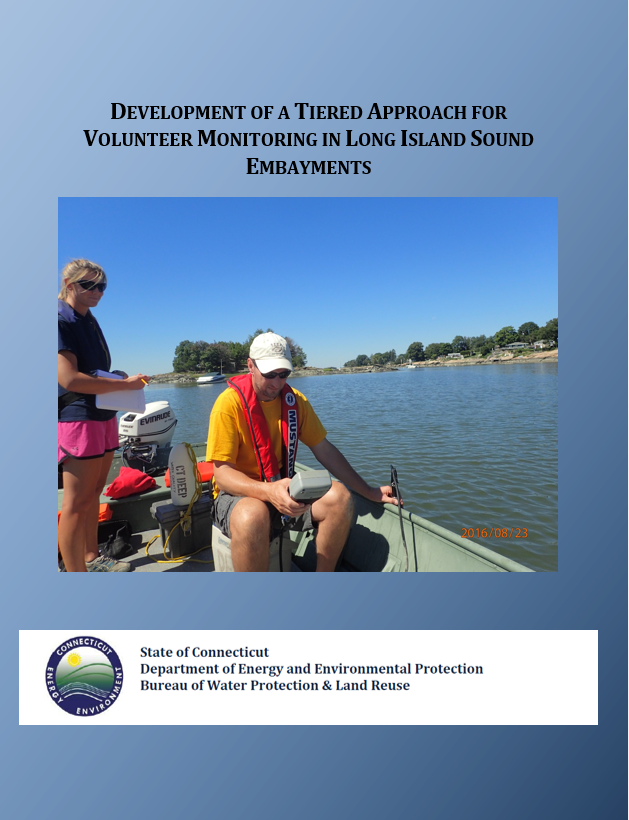 DEVELOPMENT OF A TIERED APPROACH FOR
VOLUNTEER MONITORING IN LONG ISLAND SOUND
EMBAYMENTS
EVINRUDE
CT DEEP
MUSTANG
2016/08/23
CONNECTICUT
ENERGY
ENVIRONMENT
State of Connecticut
Department of Energy and Environmental Protection
Bureau of Water Protection & Land Reuse